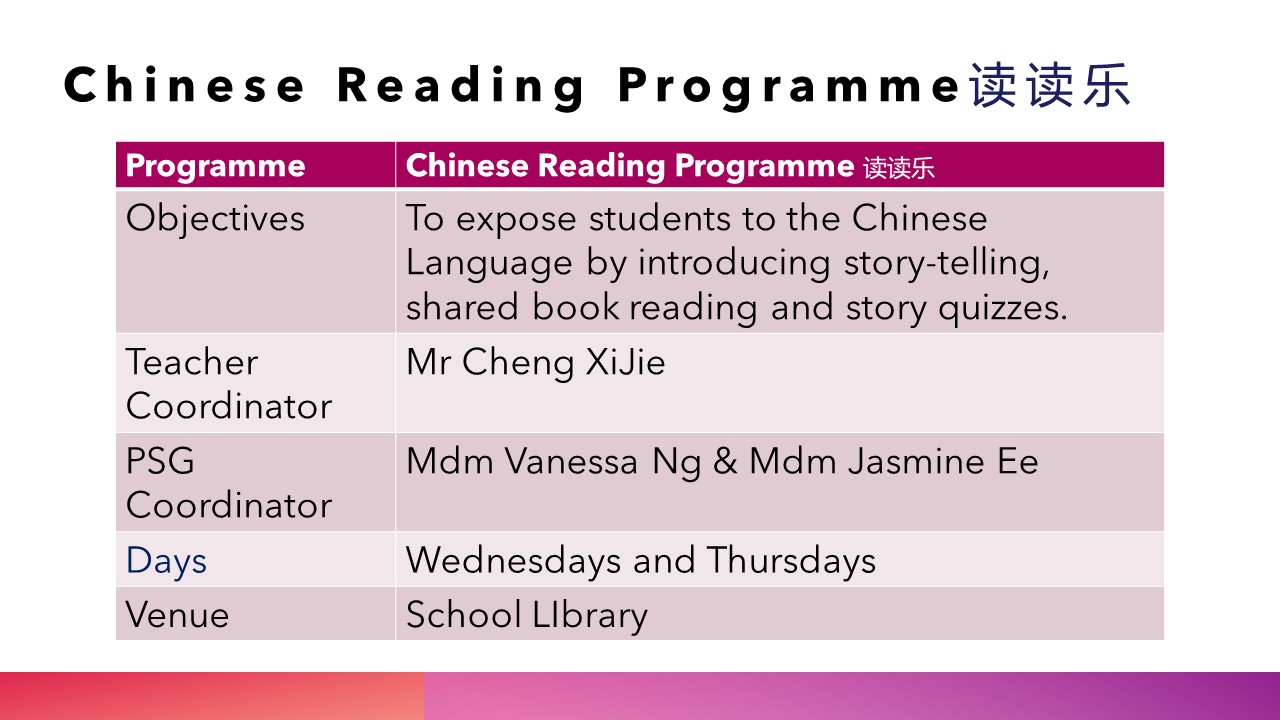 Chinese Reading Programme读读乐
Programme
Chinese Reading Programme 读读乐
Objectives
To expose students to the Chinese
Language by introducing story-telling,
shared book reading and story quizzes.
Teacher
Coordinator
Mr Cheng XiJie
PSG
Coordinator
Mdm Vanessa Ng & Mdm Jasmine Ee
Days
Wednesdays and Thursdays
Venue
School LIbrary